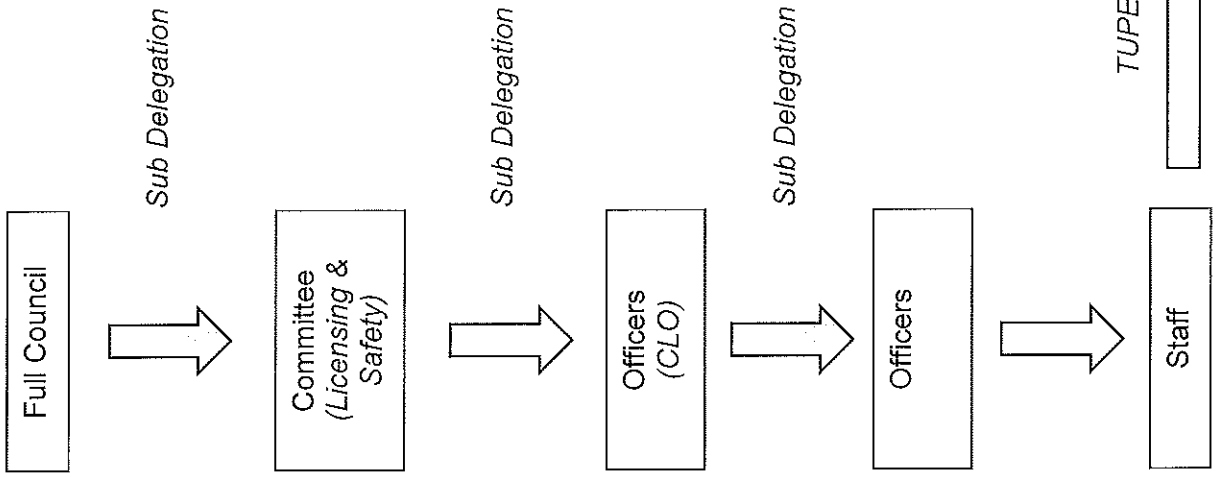 Full Council
Sub Delegation
Committee
(Licensing &
Safety)
Sub Delegation
Officers
(CLO)
Sub Delegation
Officers
TUPE
Staff